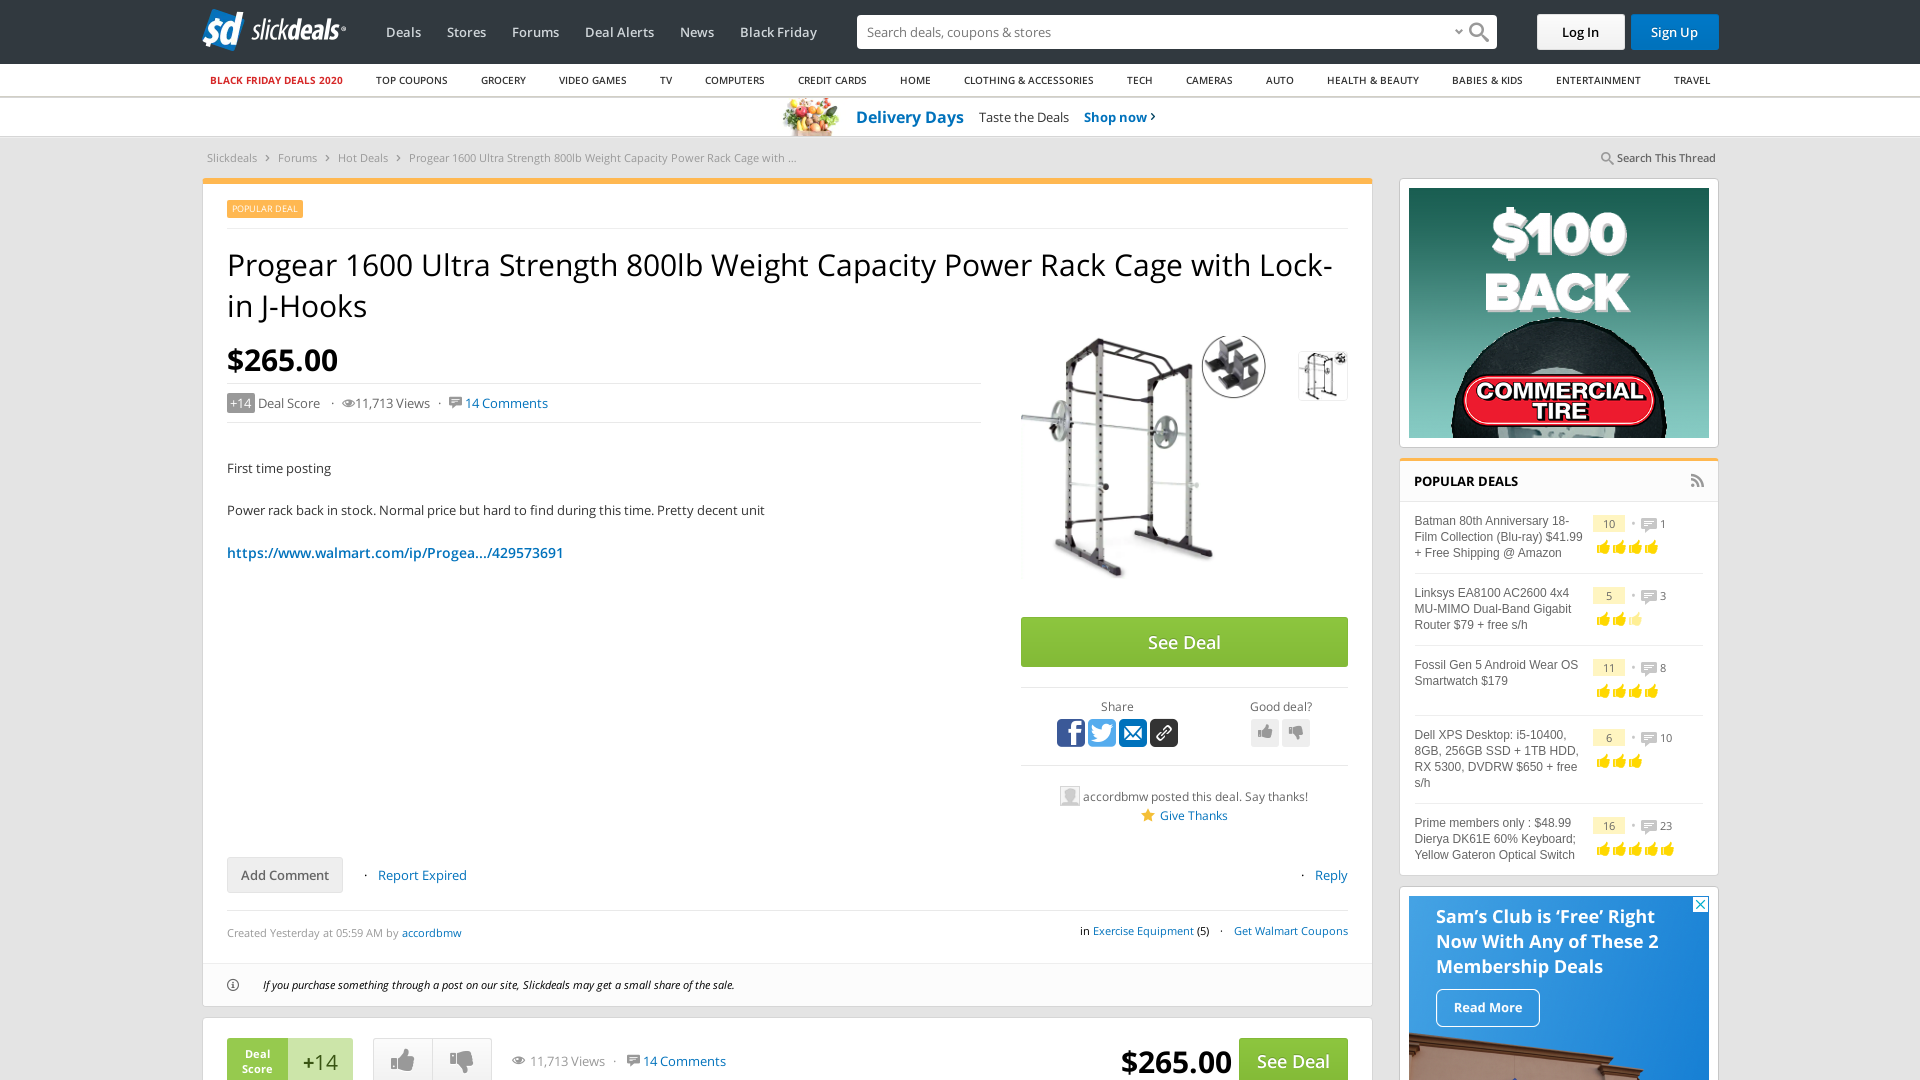 $d slickdeals
Deals Stores Forums Deal Alerts News Black Friday
Search deals, coupons & stores
Log In
Sign Up
BLACK FRIDAY DEALS 2020 TOP COUPONS GROCERY VIDEO GAMES TV COMPUTERS CREDIT CARDS HOME CLOTHING & ACCESSORIES TECH CAMERAS AUTO HEALTH & BEAUTY BABIES & KIDS ENTERTAINMENT TRAVEL
Delivery Days Taste the Deals Shop now ›
Slickdeals › Forums › Hot Deals › Progear 1600 Ultra Strength 800lb Weight Capacity Power Rack Cage with ...
Search This Thread
POPULAR DEAL
Progear 1600 Ultra Strength 800lb Weight Capacity Power Rack Cage with Lock-
in J-Hooks
$265.00
+14 Deal Score · 11,713 Views · 14 Comments
First time posting
Power rack back in stock. Normal price but hard to find during this time. Pretty decent unit
https://www.walmart.com/ip/Progea.../429573691
See Deal
Share
Good deal?
accordbmw posted this deal. Say thanks!
Give Thanks
Add Comment · Report Expired
· Reply
Created Yesterday at 05:59 AM by accordbmw
in Exercise Equipment (5) · Get Walmart Coupons
If you purchase something through a post on our site, Slickdeals may get a small share of the sale.
Deal
Score
+14
11,713 Views · 14 Comments
$265.00
See Deal
$100
BACK
COMMERCIAL
TIRE
POPULAR DEALS
Batman 80th Anniversary 18-
Film Collection (Blu-ray) $41.99
+ Free Shipping @ Amazon
10 • 1
Linksys EA8100 AC2600 4x4
MU-MIMO Dual-Band Gigabit
Router $79 + free s/h
5 • 3
Fossil Gen 5 Android Wear OS
Smartwatch $179
11 • 8
Dell XPS Desktop: i5-10400,
8GB, 256GB SSD + 1TB HDD,
RX 5300, DVDRW $650 + free
s/h
6 • 10
Prime members only : $48.99
Dierya DK61E 60% Keyboard;
Yellow Gateron Optical Switch
16 • 23
Sam's Club is ‘Free’ Right
Now With Any of These 2
Membership Deals
Read More